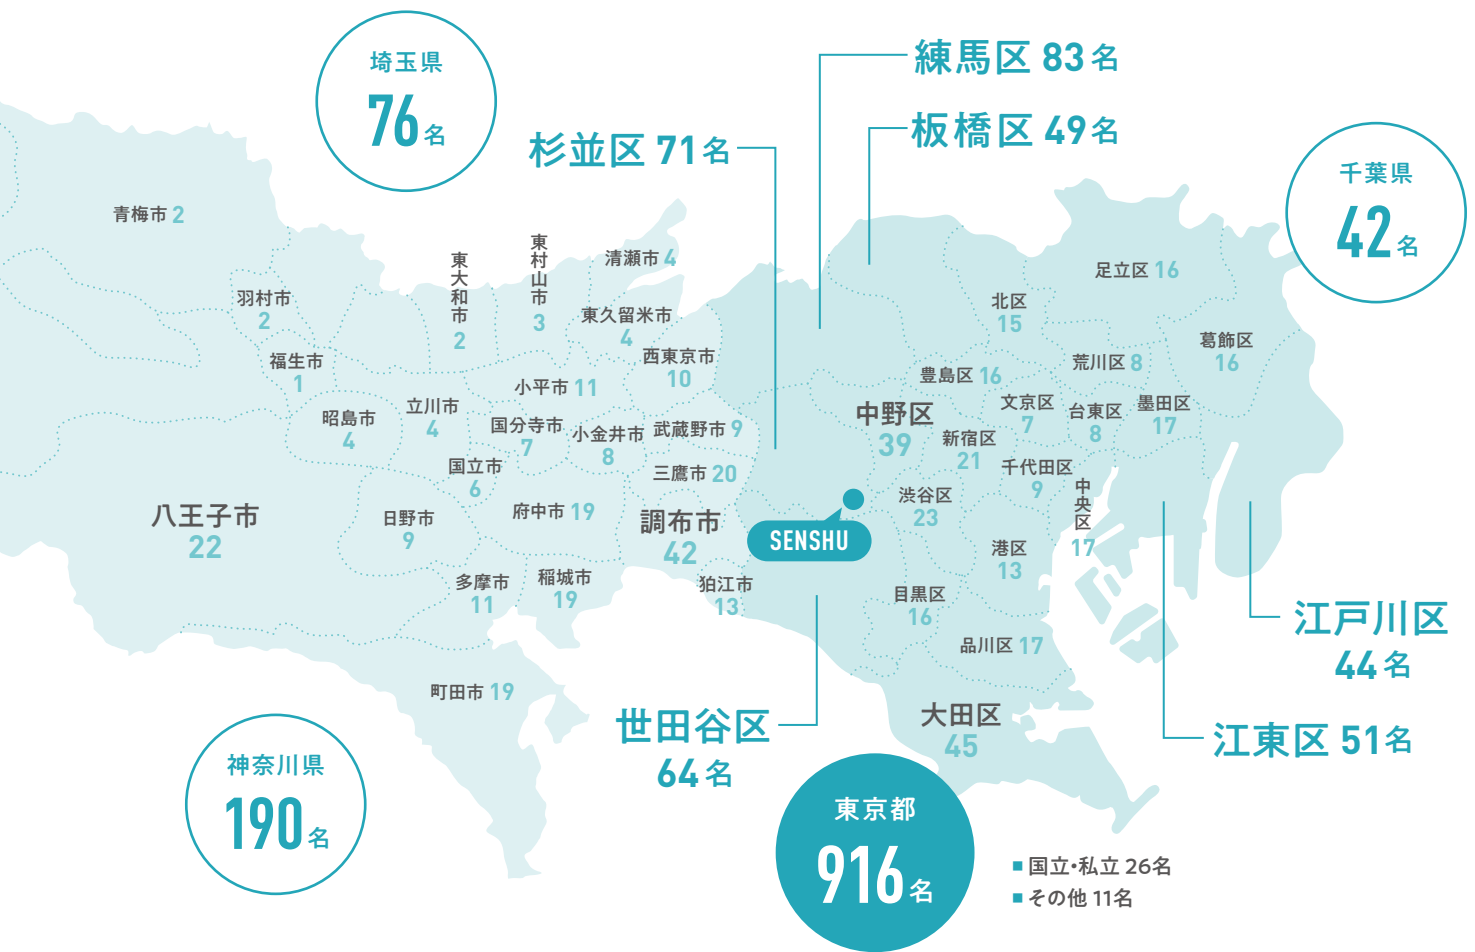 埼玉県
76名
練馬区 83名
板橋区 49名
杉並区 71名
千葉県
42名
青梅市 2
羽村市
2
福生市
1
東大和市
2
東村山市
3
清瀬市 4
東久留米市
4
西東京市
10
小平市 11
昭島市
4
立川市
4
国分寺市
7
小金井市
8
武蔵野市 9
国立市
6
三鷹市 20
八王子市
22
日野市
9
府中市 19
調布市
42
多摩市
11
稲城市
19
狛江市
13
町田市 19
足立区 16
北区
15
葛飾区
16
荒川区 8
豊島区 16
中野区
39
文京区
7
台東区
8
墨田区
17
新宿区
21
千代田区
9
中央区
17
渋谷区
23
SENSHU
港区
13
目黒区
16
品川区 17
大田区
45
江戸川区
44名
江東区 51名
世田谷区
64名
神奈川県
190名
東京都
916名
■ 国立・私立 26名
■ その他 11名